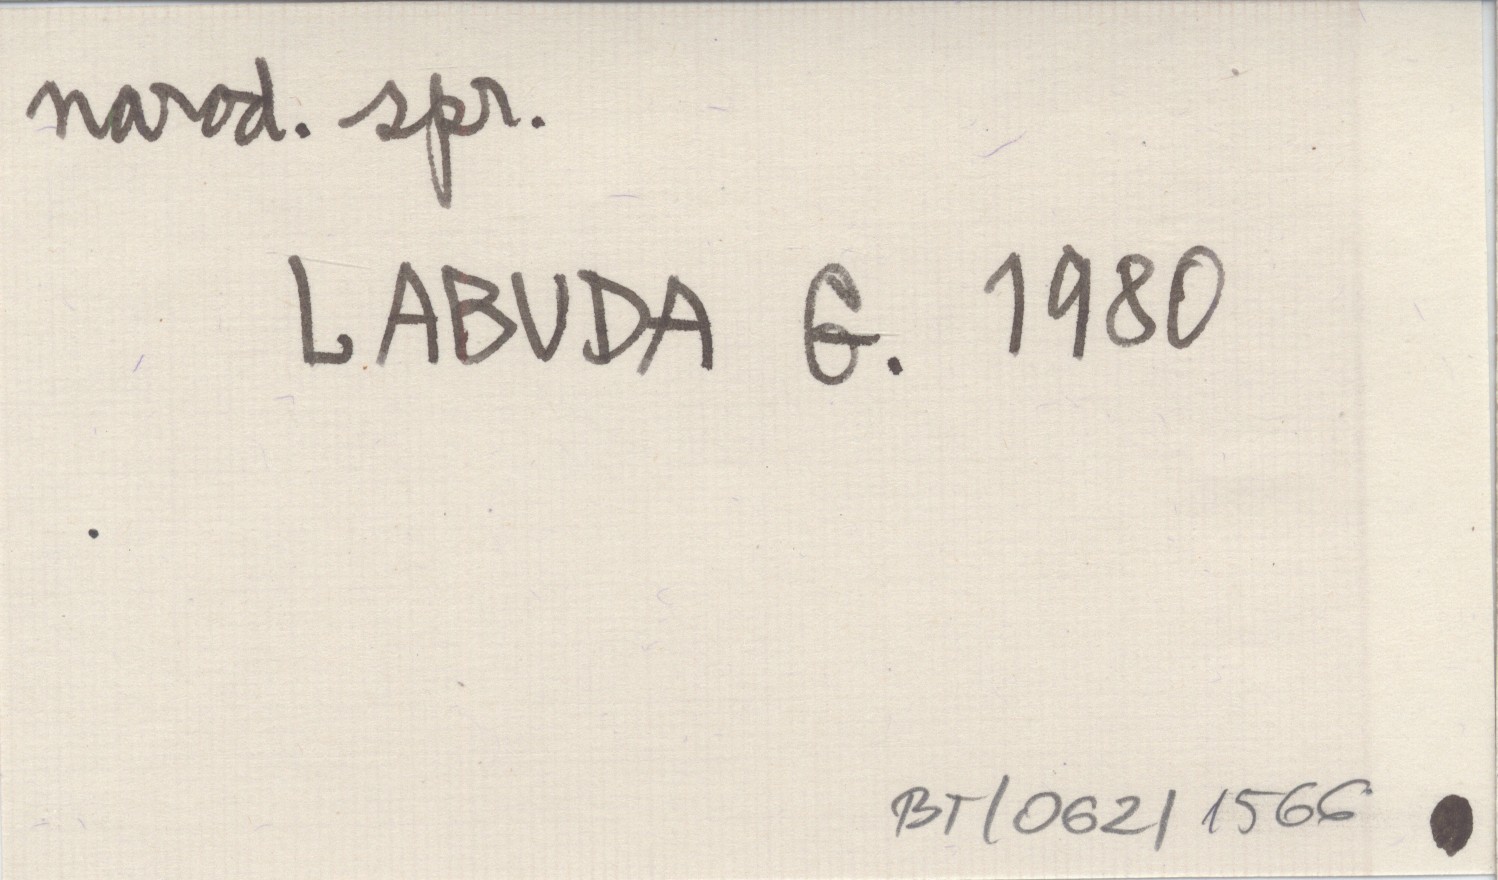 narod. spr.
LABUDA G. 1980
BT/062/1566